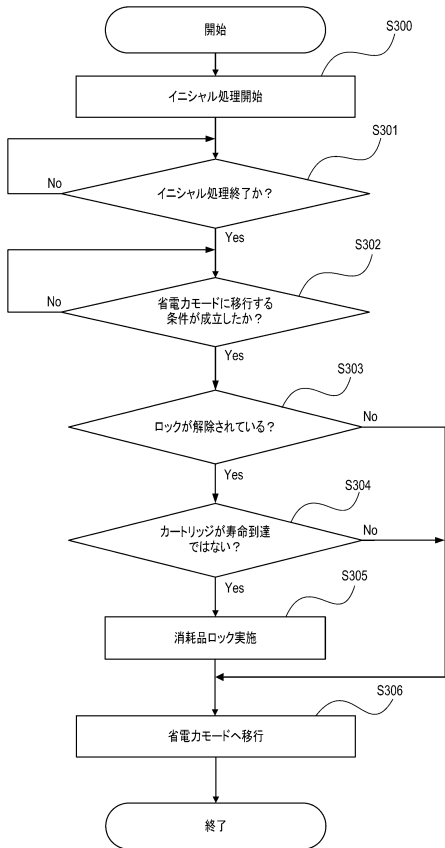 開始
S300
イニシャル処理開始
S301
イニシャル処理終了か？
No
Yes
S302
省電力モードに移行する
条件が成立したか？
No
Yes
S303
ロックが解除されている？
No
Yes
S304
カートリッジが寿命到達
ではない？
No
Yes
S305
消耗品ロック実施
S306
省電力モードへ移行
終了